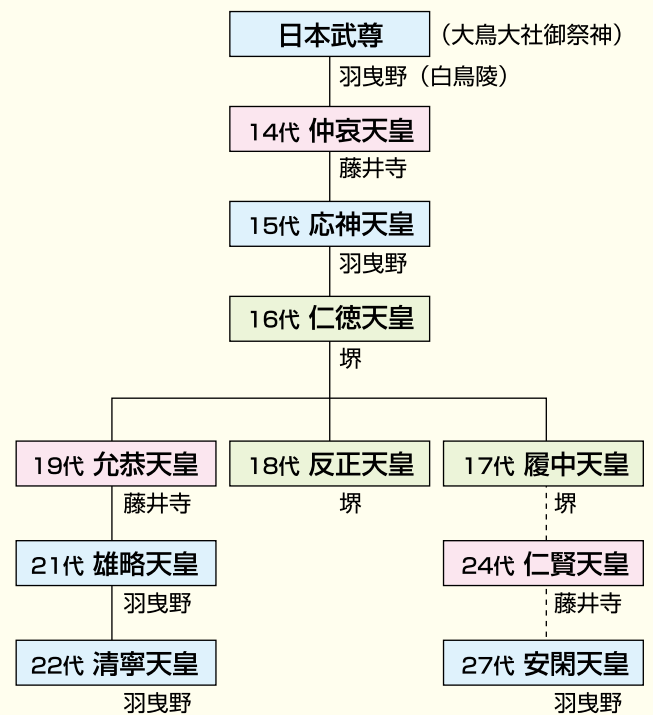 日本武尊 （大鳥大社御祭神）
羽曳野（白鳥陵）
14代 仲哀天皇
藤井寺
15代 応神天皇
羽曳野
16代 仁徳天皇
堺
19代 允恭天皇
藤井寺
18代 反正天皇
堺
17代 履中天皇
堺
21代 雄略天皇
羽曳野
24代 仁賢天皇
藤井寺
22代 清寧天皇
羽曳野
27代 安閑天皇
羽曳野